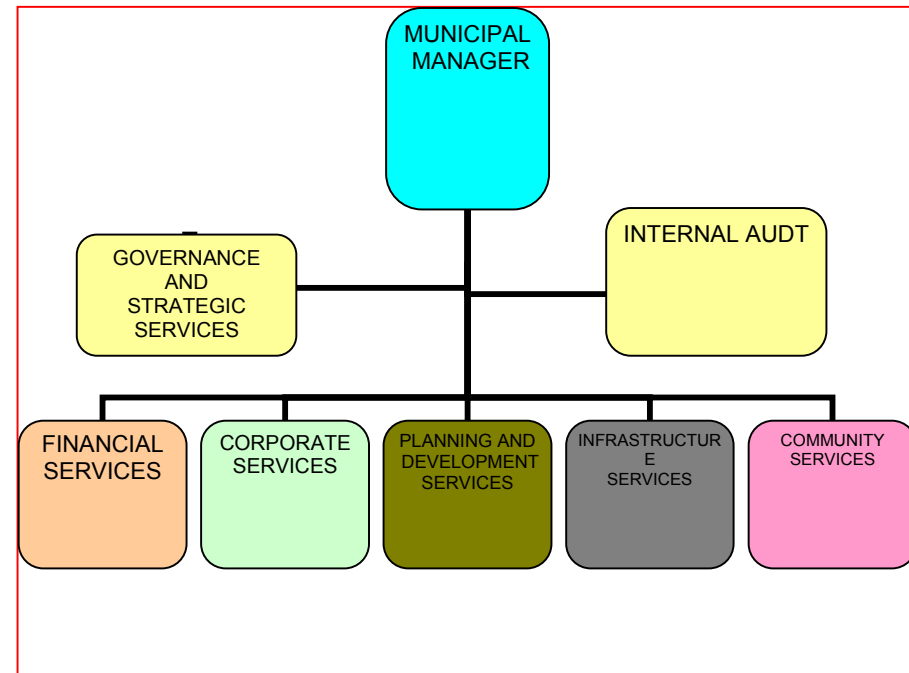 MUNICIPAL
MANAGER
GOVERNANCE
AND
STRATEGIC
SERVICES
INTERNAL AUDT
FINANCIAL
SERVICES
CORPORATE
SERVICES
PLANNING AND
DEVELOPMENT
SERVICES
INFRASTRUCTUR
E
SERVICES
COMMUNITY
SERVICES